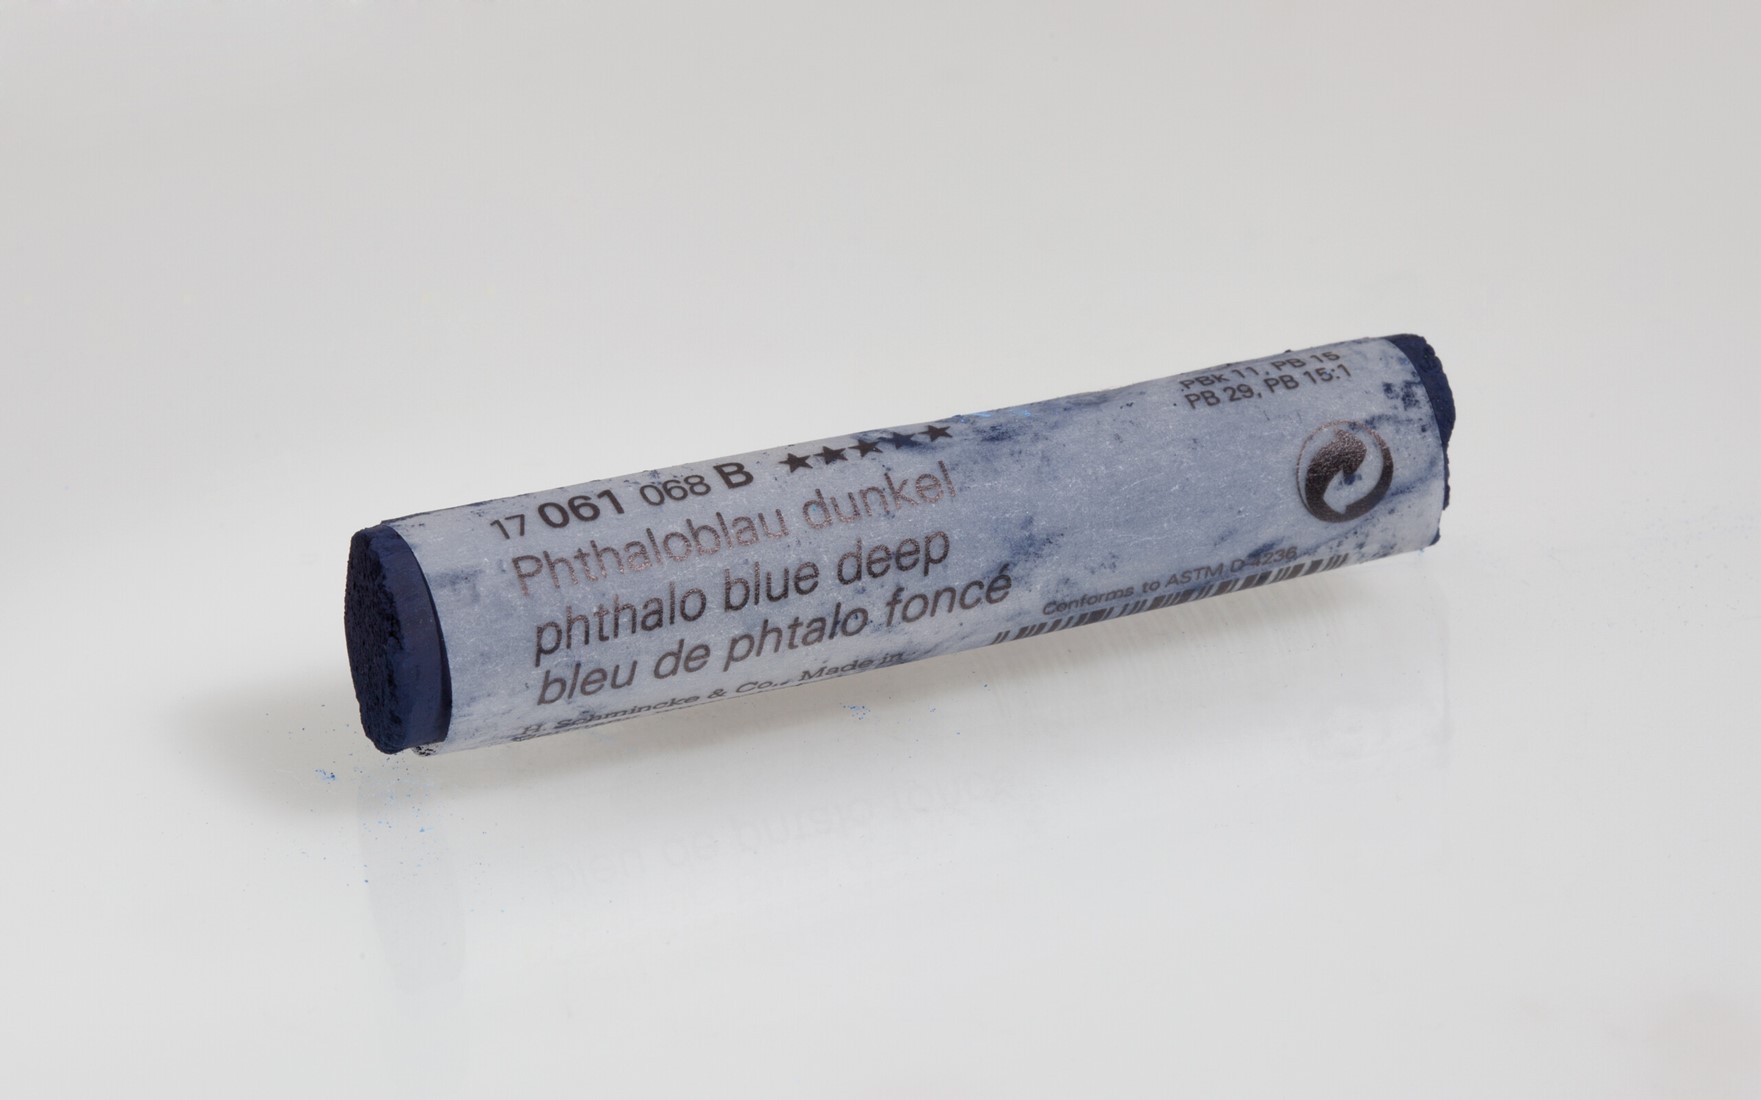 17 061 068 B ★★★★★
Phthaloblau dunkel
phthalo blue deep
bleu de phtalo foncé
H. Schmincke & Co., Made in
PBk 11, PB 15
PB 29, PB 15:1
Conforms to ASTM D-4236